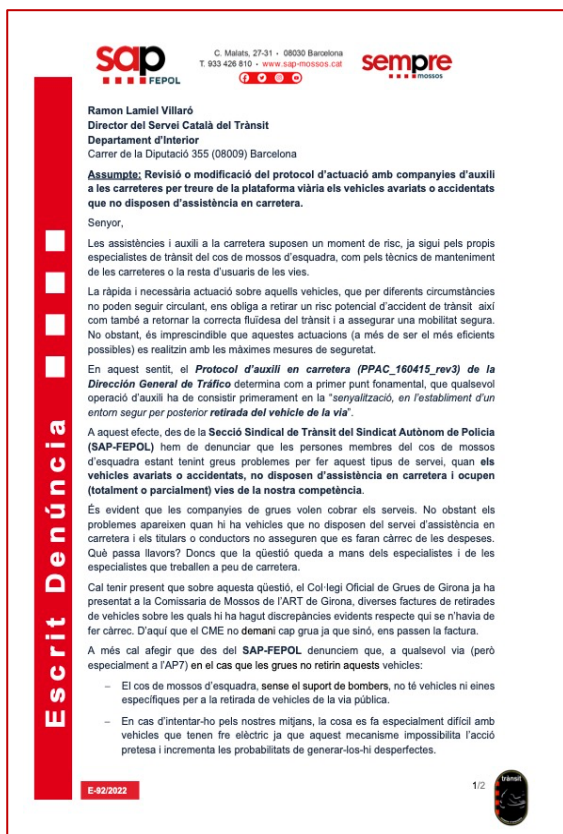 sap
FEPOL
C. Malats, 27-31 - 08030 Barcelona
T. 933 426 810 - www.sap-mossos.cat
sempre
mossos
Ramon Lamiel Villaró
Director del Servei Català del Trànsit
Departament d'Interior
Carrer de la Diputació 355 (08009) Barcelona
Assumpte: Revisió o modificació del protocol d'actuació amb companyies d'auxili
a les carreteres per treure de la plataforma viària els vehicles avariats o accidentats
que no disposen d'assistència en carretera.
Senyor,
Les assistències i auxili a la carretera suposen un moment de risc, ja sigui pels propis
especialistes de trànsit del cos de mossos d'esquadra, com pels tècnics de manteniment
de les carreteres o la resta d'usuaris de les vies.
La ràpida i necessària actuació sobre aquells vehicles, que per diferents circumstàncies
no poden seguir circulant, ens obliga a retirar un risc potencial d'accident de trànsit així
com també a retornar la correcta fluïdesa del trànsit i a assegurar una mobilitat segura.
No obstant, és imprescindible que aquestes actuacions (a més de ser el més eficients
possibles) es realitzin amb les màximes mesures de seguretat.
En aquest sentit, el Protocol d'auxili en carretera (PPAC_160415_rev3) de la
Dirección General de Tráfico determina com a primer punt fonamental, que qualsevol
operació d'auxili ha de consistir primerament en la "senyalització, en l'establiment d'un
entorn segur per posterior retirada del vehicle de la via".
A aquest efecte, des de la Secció Sindical de Trànsit del Sindicat Autònom de Policia
(SAP-FEPOL) hem de denunciar que les persones membres del cos de mossos
d'esquadra estant tenint greus problemes per fer aquest tipus de servei, quan els
vehicles avariats o accidentats, no disposen d'assistència en carretera i ocupen
(totalment o parcialment) vies de la nostra competència.
És evident que les companyies de grues volen cobrar els serveis. No obstant els
problemes apareixen quan hi ha vehicles que no disposen del servei d'assistència en
carretera i els titulars o conductors no asseguren que es faran càrrec de les despeses.
Què passa llavors? Doncs que la qüestió queda a mans dels especialistes i de les
especialistes que treballen a peu de carretera.
Cal tenir present que sobre aquesta qüestió, el Col·legi Oficial de Grues de Girona ja ha
presentat a la Comissaria de Mossos de l'ART de Girona, diverses factures de retirades
de vehicles sobre les quals hi ha hagut discrepàncies evidents respecte qui se n'havia de
fer càrrec. D'aquí que el CME no demani cap grua ja que sinó, ens passen la factura.
A més cal afegir que des del SAP-FEPOL denunciem que, a qualsevol via (però
especialment a l'AP7) en el cas que les grues no retirin aquests vehicles:
– El cos de mossos d'esquadra, sense el suport de bombers, no té vehicles ni eines
específiques per a la retirada de vehicles de la via pública.
– En cas d'intentar-ho pels nostres mitjans, la cosa es fa especialment difícil amb
vehicles que tenen fre elèctric ja que aquest mecanisme impossibilita l'acció
pretesa i incrementa les probabilitats de generar-los-hi desperfectes.
Escrit Denúncia
E-92/2022
1/2
trànsit